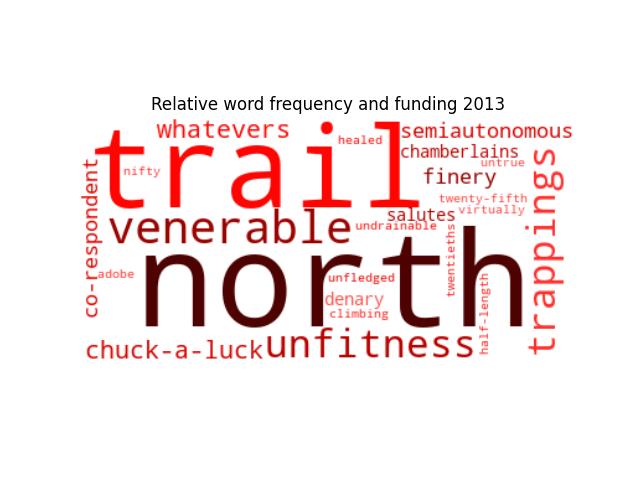 Relative word frequency and funding 2013
whatevers
trail
healed
semiautonomous
chamberlains
untrue
nifty
finery
co-respondent
trappings
twenty-fifth
virtually
salutes
venerable
undrainable
twentieths
north
adobe
unfledged
denary
climbing
half-length
chuck-a-luck
unfitness